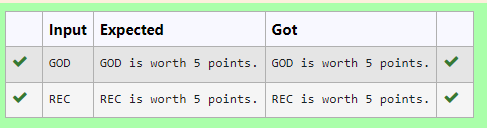 Input Expected Got
GOD GOD is worth 5 points. GOD is worth 5 points.
REC REC is worth 5 points. REC is worth 5 points.